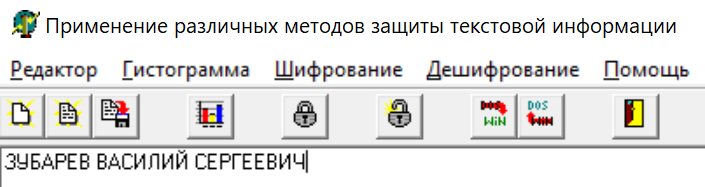 Применение различных методов защиты текстовой информации
Редактор Гистограмма Шифрование Дешифрование Помощь
DOS WIN DOS WIN
ЗУБАРЕВ ВАСИЛИЙ СЕРГЕЕВИЧ